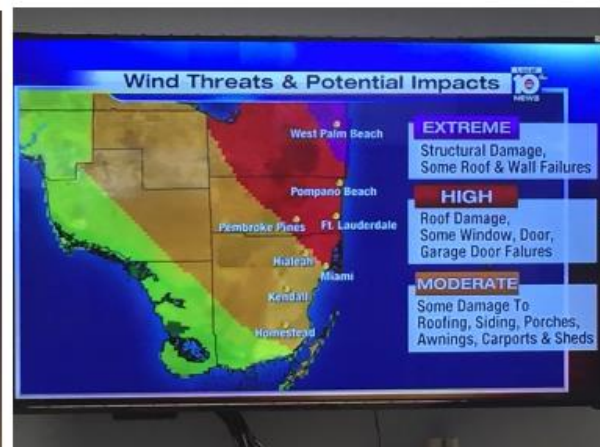 Wind Threats & Potential Impacts
10
NEWS
West Palm Beach
Pompano Beach
Pembroke Pines
Ft. Lauderdale
Hialeah
Miami
Kendall
Homestead
EXTREME
Structural Damage,
Some Roof & Wall Failures
HIGH
Roof Damage,
Some Window, Door,
Garage Door Falures
MODERATE
Some Damage To
Roofing, Siding, Porches,
Awnings, Carports & Sheds